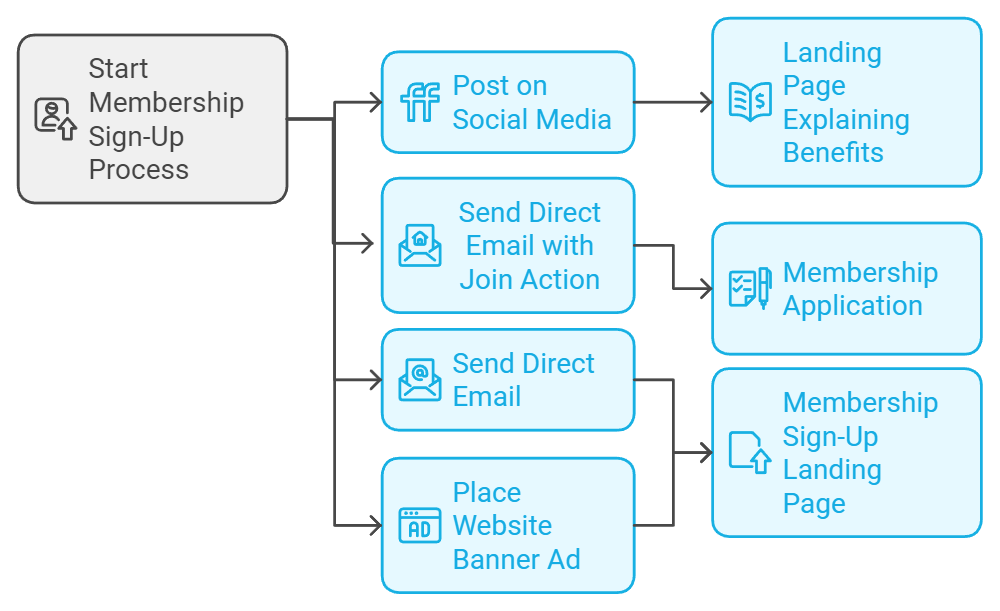 Start
Membership
Sign-Up
Process
Post on
Social Media
Landing
Page
Explaining
Benefits
$
Send Direct
Email with
Join Action
Membership
Application
Send Direct
Email
@
Membership
Sign-Up
Landing
Page
Place
Website
Banner Ad
AD